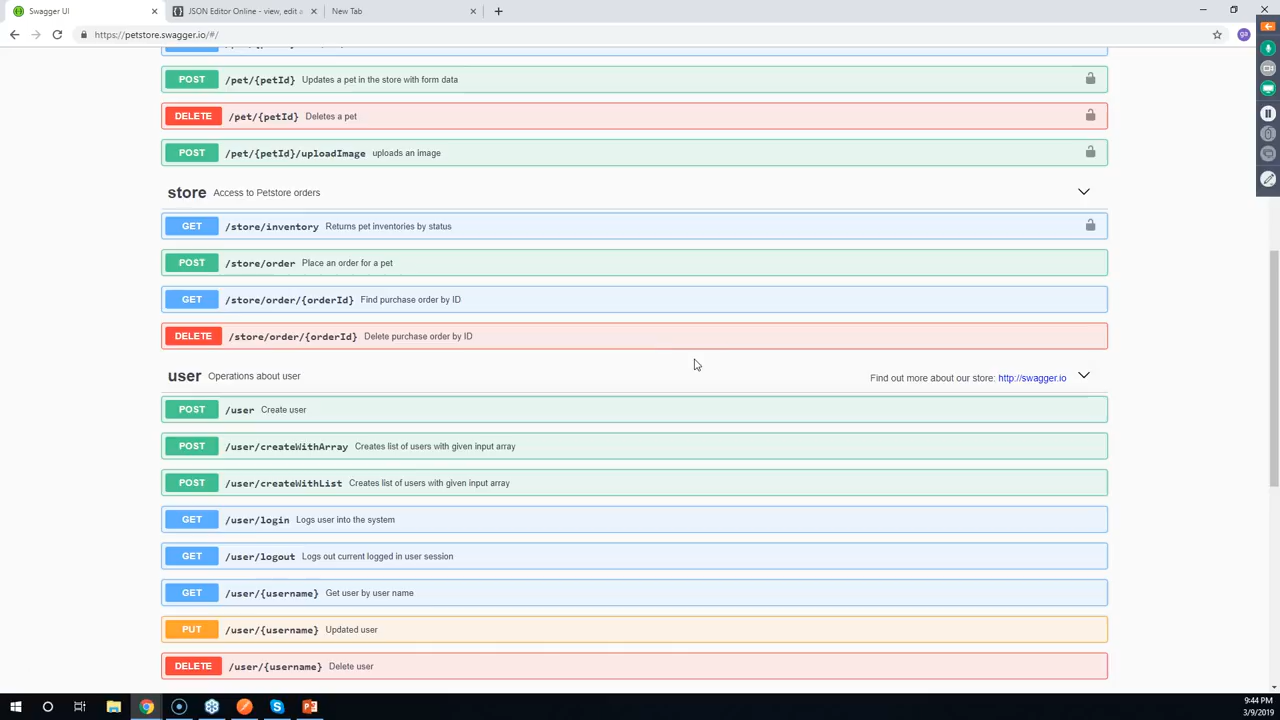 Swagger UI
JSON Editor Online - view, edit a
New Tab
https://petstore.swagger.io/#/
ga
POST /pet/{petId} Updates a pet in the store with form data
DELETE /pet/{petId} Deletes a pet
POST /pet/{petId}/uploadImage uploads an image
store Access to Petstore orders
GET /store/inventory Returns pet inventories by status
POST /store/order Place an order for a pet
GET /store/order/{orderId} Find purchase order by ID
DELETE /store/order/{orderId} Delete purchase order by ID
user Operations about user Find out more about our store: http://swagger.io
POST /user Create user
POST /user/createWithArray Creates list of users with given input array
POST /user/createWithList Creates list of users with given input array
GET /user/login Logs user into the system
GET /user/logout Logs out current logged in user session
GET /user/{username} Get user by user name
PUT /user/{username} Updated user
DELETE /user/{username} Delete user
9:44 PM
3/9/2019